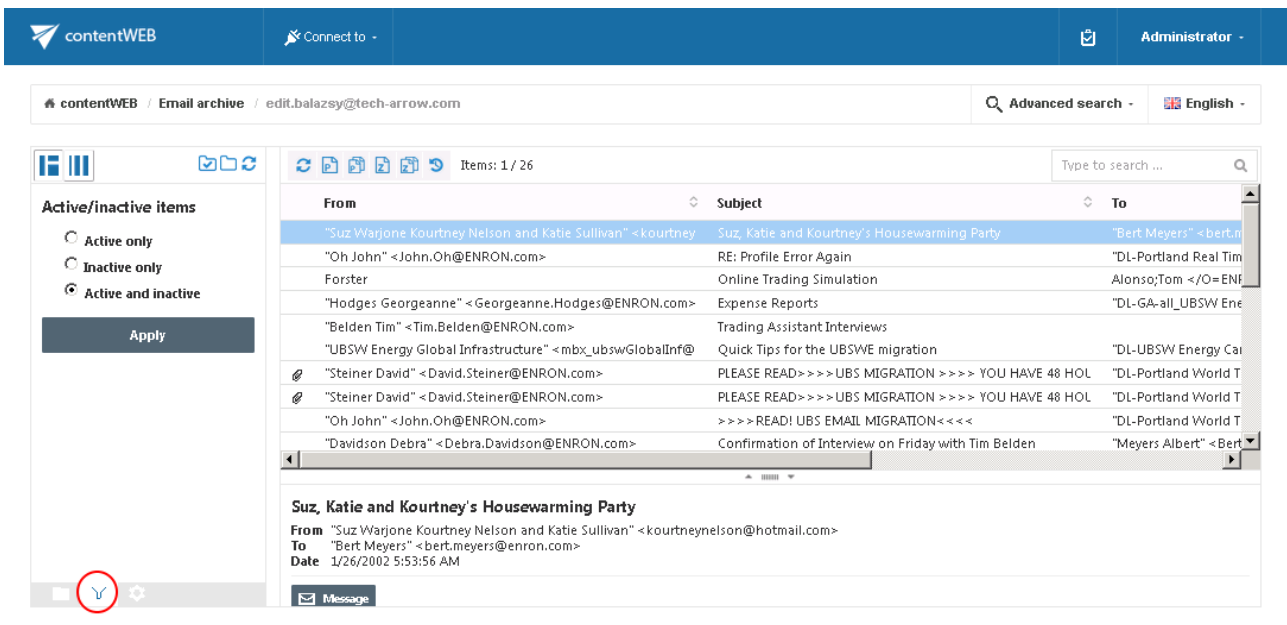 contentWEB Connect to - Administrator -
contentWEB / Email archive / edit.balazsy@tech-arrow.com Advanced search - English -
Items: 1 / 26 Type to search ...
Active/inactive items
Active only
Inactive only
Active and inactive
Apply
From Subject To
"Suz Warjone Kourtney Nelson and Katie Sullivan" <kourtney Suz, Katie and Kourtney's Housewarming Party "Bert Meyers" <bert.m
"Oh John" <John.Oh@ENRON.com> RE: Profile Error Again "DL-Portland Real Tim
Forster Online Trading Simulation Alonso;Tom </O=ENR
"Hodges Georgeanne" <Georgeanne.Hodges@ENRON.com> Expense Reports "DL-GA-all_UBSW Ene
"Belden Tim" <Tim.Belden@ENRON.com> Trading Assistant Interviews
"UBSW Energy Global Infrastructure" <mbx_ubswGlobalInf@ Quick Tips for the UBSWE migration "DL-UBSW Energy Car
"Steiner David" <David.Steiner@ENRON.com> PLEASE READ>>>>UBS MIGRATION >>>> YOU HAVE 48 HOU "DL-Portland World T
"Steiner David" <David.Steiner@ENRON.com> PLEASE READ>>>>UBS MIGRATION >>>> YOU HAVE 48 HOU "DL-Portland World T
"Oh John" <John.Oh@ENRON.com> >>>>READ! UBS EMAIL MIGRATION<<<< "DL-Portland World T
"Davidson Debra" <Debra.Davidson@ENRON.com> Confirmation of Interview on Friday with Tim Belden "Meyers Albert" <Bert
Suz, Katie and Kourtney's Housewarming Party
From "Suz Warjone Kourtney Nelson and Katie Sullivan" <kourtneynelson@hotmail.com>
To "Bert Meyers" <bert.meyers@enron.com>
Date 1/26/2002 5:53:56 AM
Message